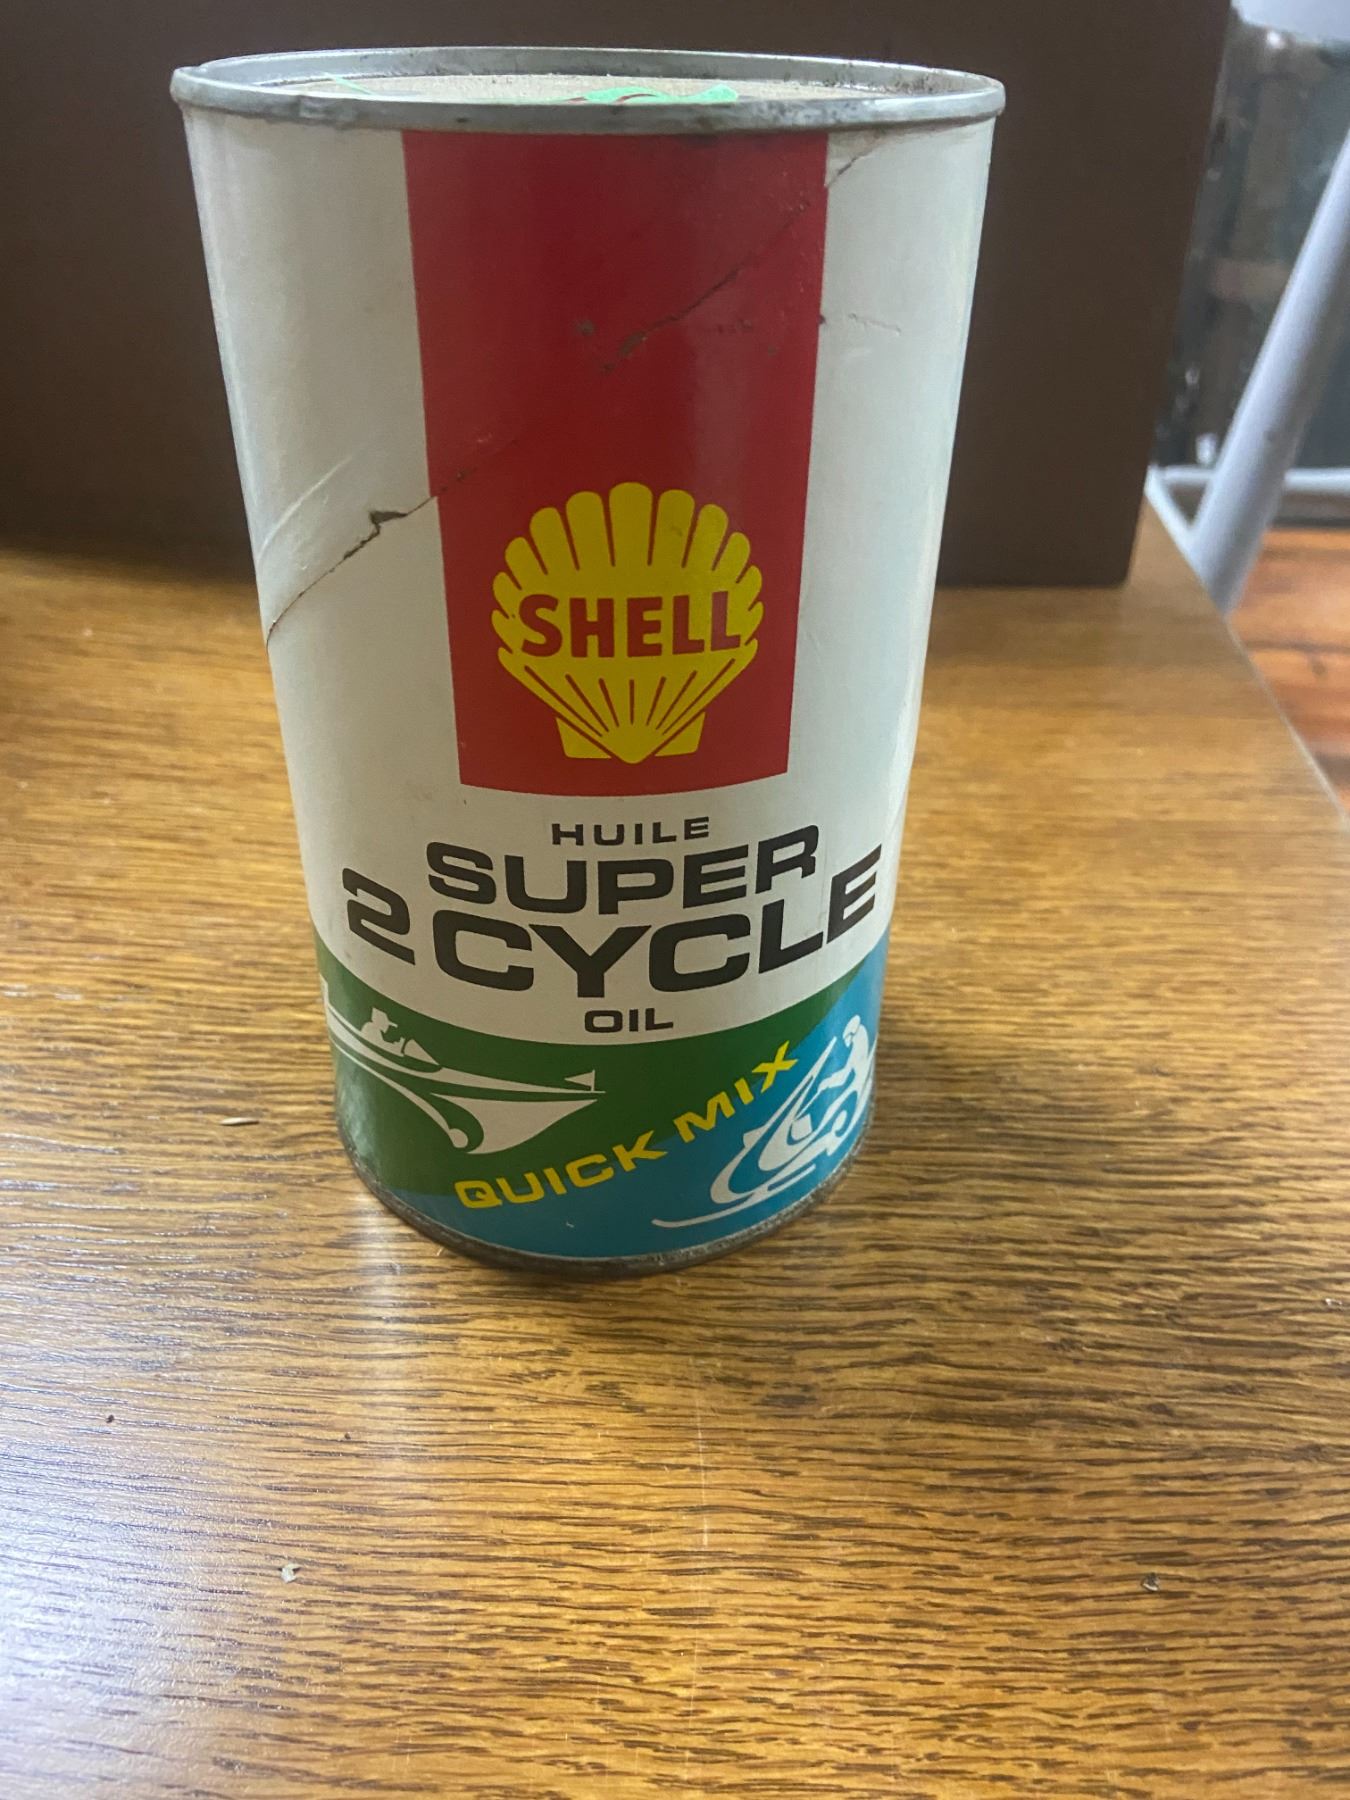 SHELL
HUILE
SUPER
2 CYCLE
OIL
QUICK MIX